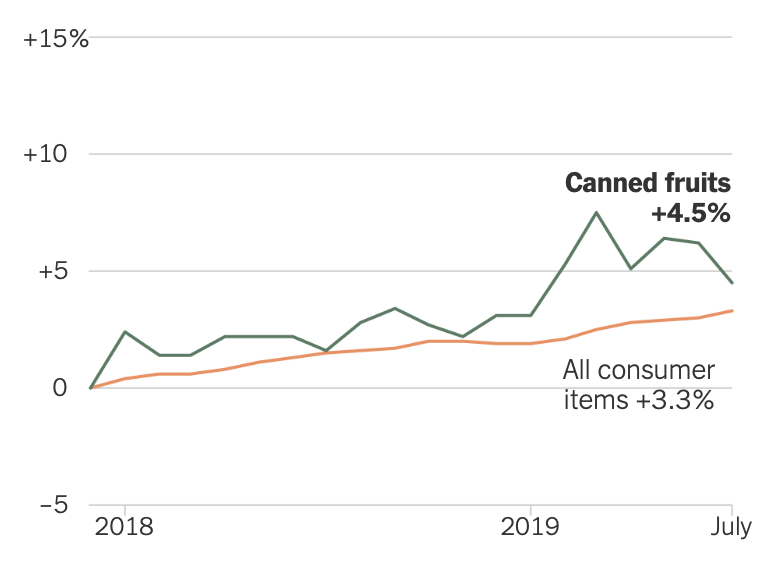 +15%
+10
Canned fruits
+4.5%
+5
All consumer
items +3.3%
0
−5
2018
2019
July